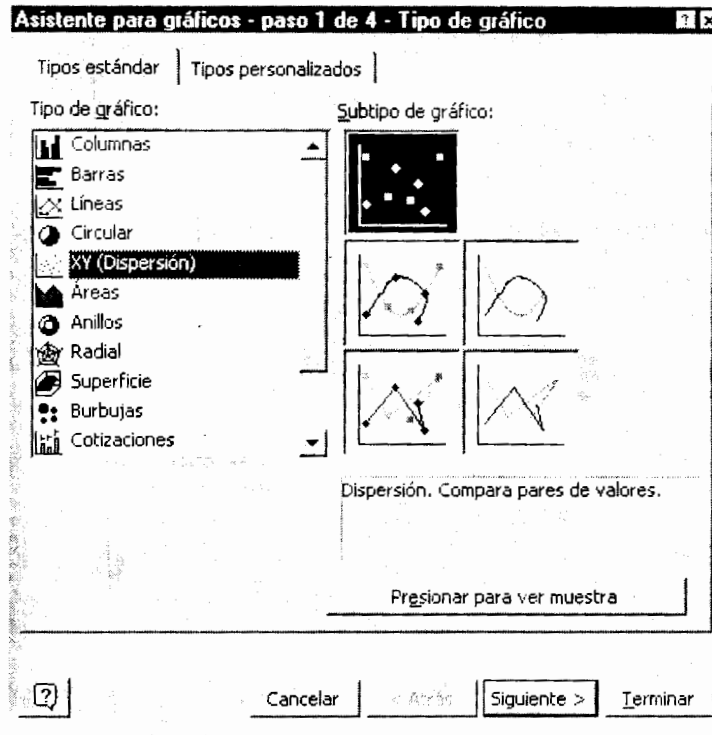 Asistente para gráficos - paso 1 de 4 - Tipo de gráfico
Tipos estándar
Tipos personalizados
Tipo de gráfico:
Columnas
Barras
Líneas
Circular
XY (Dispersión)
Áreas
Anillos
Radial
Superficie
Burbujas
Cotizaciones
Subtipo de gráfico:
Dispersión. Compara pares de valores.
Presionar para ver muestra
Cancelar
< Atrás
Siguiente >
Terminar